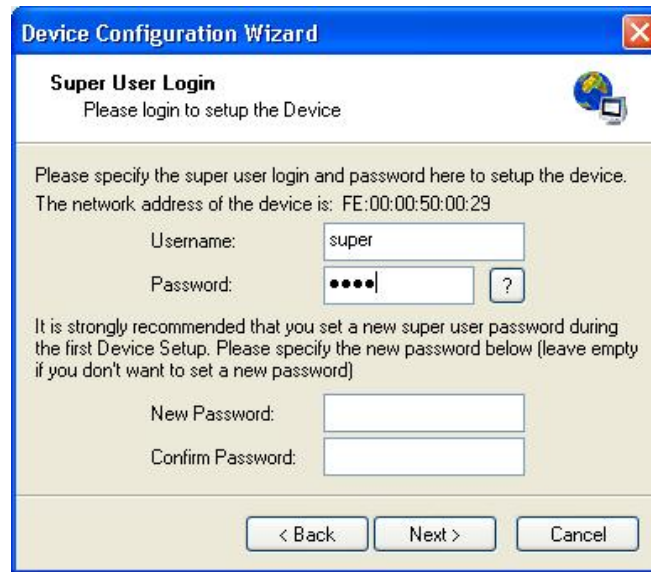 Device Configuration Wizard
Super User Login
Please login to setup the Device
Please specify the super user login and password here to setup the device.
The network address of the device is: FE:00:00:50:00:29
Username: super
Password: ●●●● ?
It is strongly recommended that you set a new super user password during
the first Device Setup. Please specify the new password below (leave empty
if you don't want to set a new password)
New Password:
Confirm Password:
< Back Next > Cancel